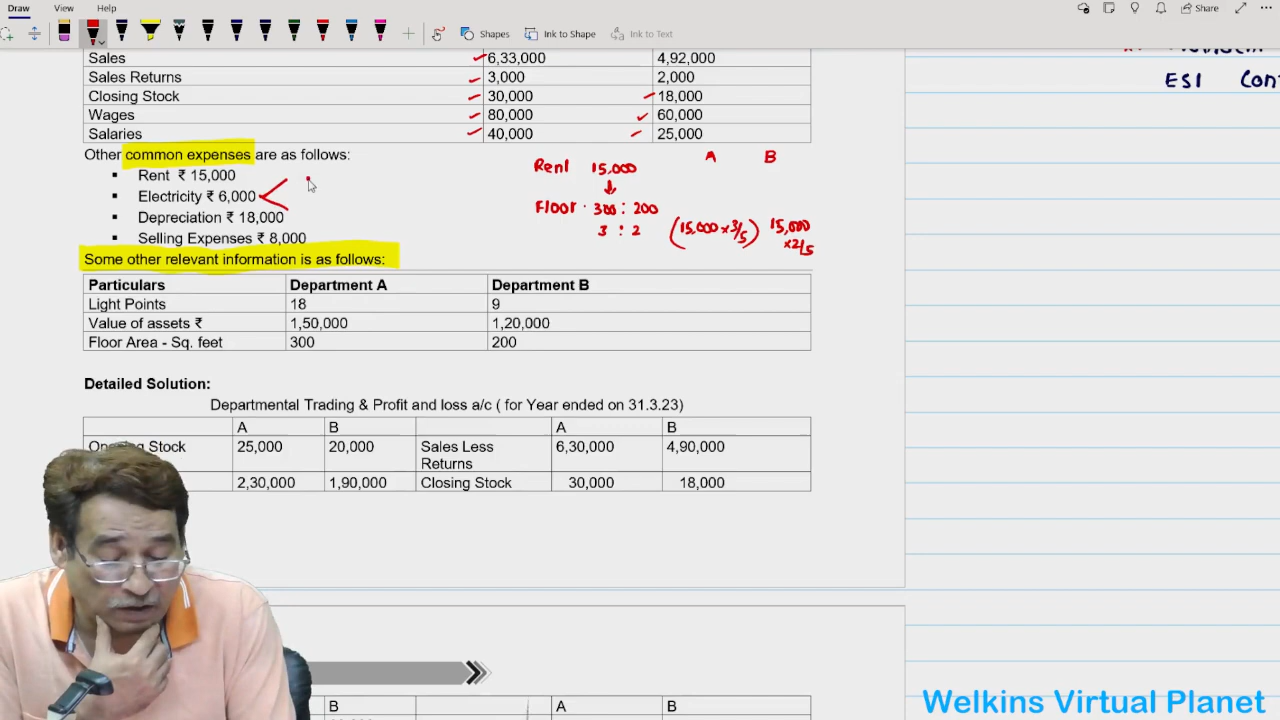 Draw View Help
Share
Shapes Ink to Shape Ink to Text
Sales 6,33,000 4,92,000
Sales Returns 3,000 2,000
Closing Stock 30,000 18,000
Wages 80,000 60,000
Salaries 40,000 25,000
ESI
Other common expenses are as follows:
▪ Rent ₹ 15,000
▪ Electricity ₹ 6,000
▪ Depreciation ₹ 18,000
▪ Selling Expenses ₹ 8,000
A B
Rent 15,000
Floor 300 : 200
3 : 2 (15,000 x 3/5) 15,000 x 2/5
Some other relevant information is as follows:
Particulars Department A Department B
Light Points 18 9
Value of assets ₹ 1,50,000 1,20,000
Floor Area - Sq. feet 300 200
Detailed Solution:
Departmental Trading & Profit and loss a/c ( for Year ended on 31.3.23)
A B A B
Stock 25,000 20,000 Sales Less Returns 6,30,000 4,90,000
2,30,000 1,90,000 Closing Stock 30,000 18,000
B A B
Welkins Virtual Planet